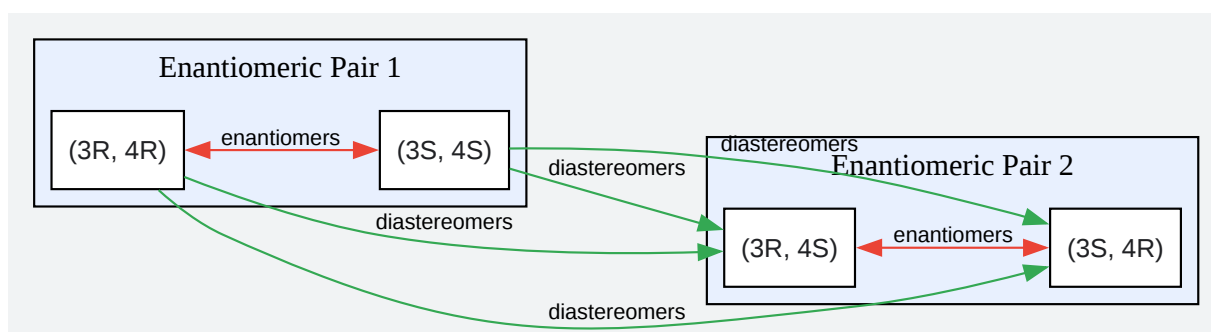 Enantiomeric Pair 1
(3R, 4R)
enantiomers
(3S, 4S)
diastereomers
diastereomers
diastereomers
diastereomers
Enantiomeric Pair 2
(3R, 4S)
enantiomers
(3S, 4R)